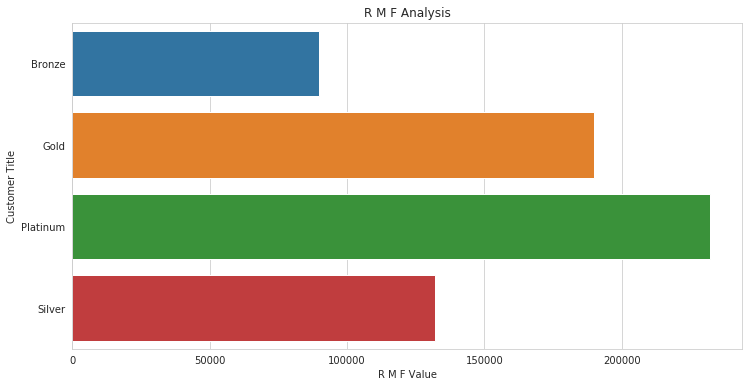 R M F Analysis
Customer Title
Bronze
Gold
Platinum
Silver
0 50000 100000 150000 200000
R M F Value